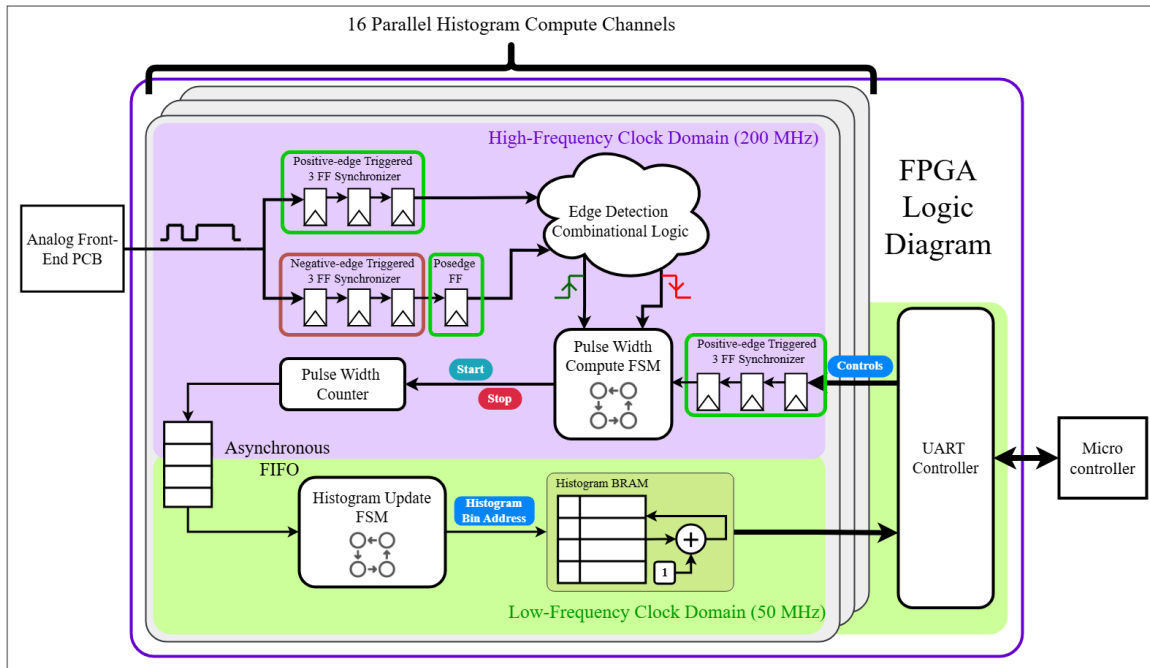 16 Parallel Histogram Compute Channels
High-Frequency Clock Domain (200 MHz)
FPGA
Logic
Diagram
Positive-edge Triggered
3 FF Synchronizer
Edge Detection
Combinational Logic
Analog Front-
End PCB
Negative-edge Triggered
3 FF Synchronizer
Posedge
FF
Pulse Width
Compute FSM
Positive-edge Triggered
3 FF Synchronizer
Controls
Start
Stop
Pulse Width
Counter
Asynchronous
FIFO
UART
Controller
Micro
controller
Histogram Update
FSM
Histogram
Bin Address
Histogram BRAM
1
Low-Frequency Clock Domain (50 MHz)